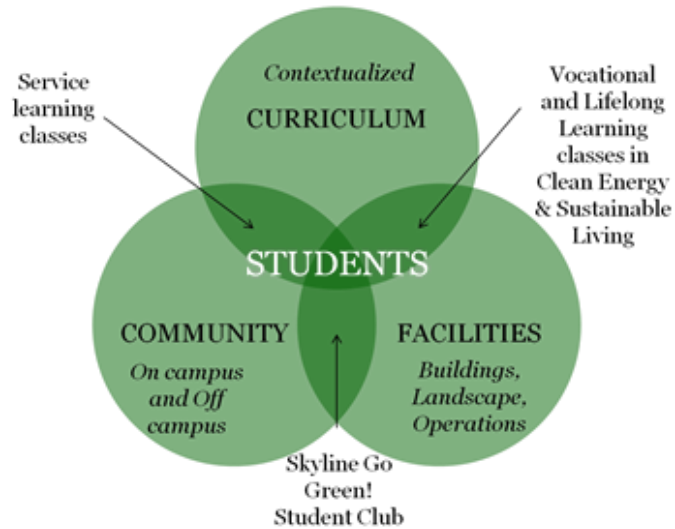 Service
learning
classes
Contextualized
CURRICULUM
Vocational
and Lifelong
Learning
classes in
Clean Energy
& Sustainable
Living
STUDENTS
COMMUNITY
On campus
and Off
campus
FACILITIES
Buildings,
Landscape,
Operations
Skyline Go
Green!
Student Club